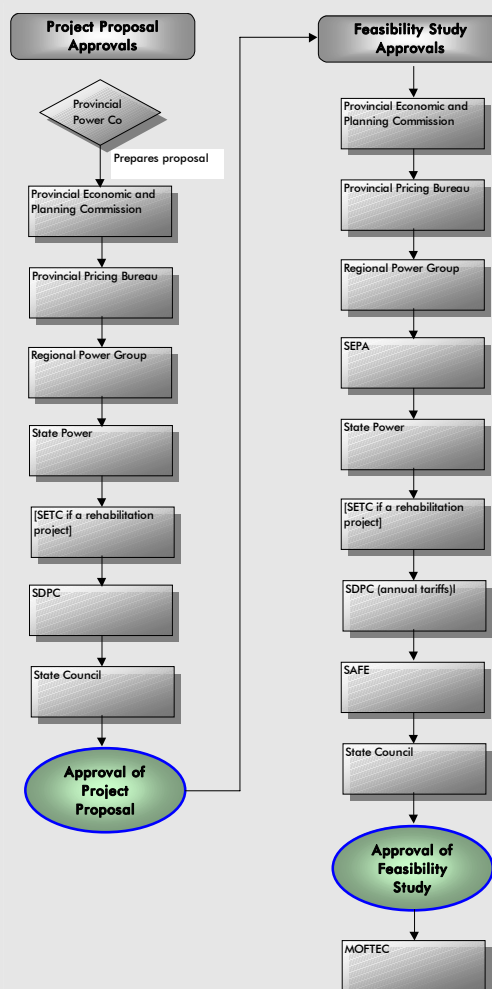 Project Proposal
Approvals
Provincial
Power Co
Prepares proposal
Provincial Economic and
Planning Commission
Provincial Pricing Bureau
Regional Power Group
State Power
[SETC if a rehabilitation
project]
SDPC
State Council
Approval of
Project
Proposal
Feasibility Study
Approvals
Provincial Economic and
Planning Commission
Provincial Pricing Bureau
Regional Power Group
SEPA
State Power
[SETC if a rehabilitation
project]
SDPC (annual tariffs)l
SAFE
State Council
Approval of
Feasibility
Study
MOFTEC